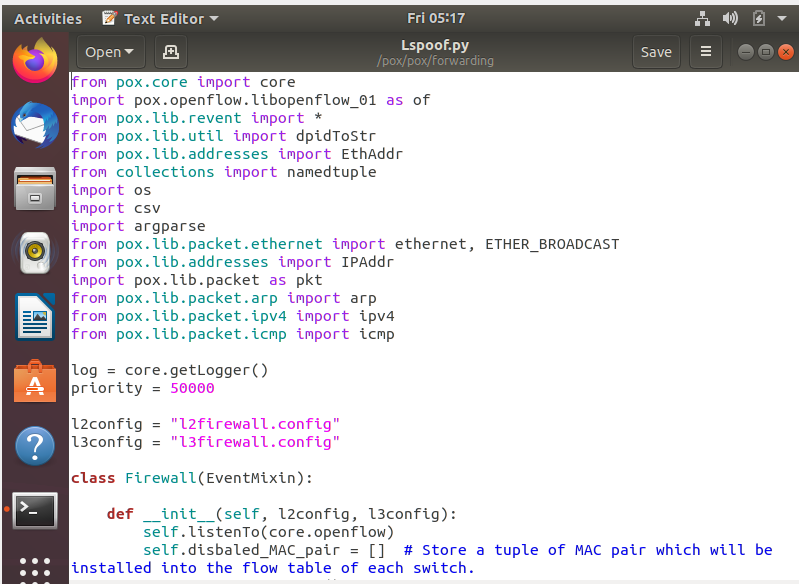 Activities Text Editor Fri 05:17
Open Lspoof.py Save
/pox/pox/forwarding
from pox.core import core
import pox.openflow.libopenflow_01 as of
from pox.lib.revent import *
from pox.lib.util import dpidToStr
from pox.lib.addresses import EthAddr
from collections import namedtuple
import os
import csv
import argparse
from pox.lib.packet.ethernet import ethernet, ETHER_BROADCAST
from pox.lib.addresses import IPAddr
import pox.lib.packet as pkt
from pox.lib.packet.arp import arp
from pox.lib.packet.ipv4 import ipv4
from pox.lib.packet.icmp import icmp
log = core.getLogger()
priority = 50000
l2config = "l2firewall.config"
l3config = "l3firewall.config"
class Firewall(EventMixin):
def __init__(self, l2config, l3config):
self.listenTo(core.openflow)
self.disbaled_MAC_pair = [] # Store a tuple of MAC pair which will be
installed into the flow table of each switch.